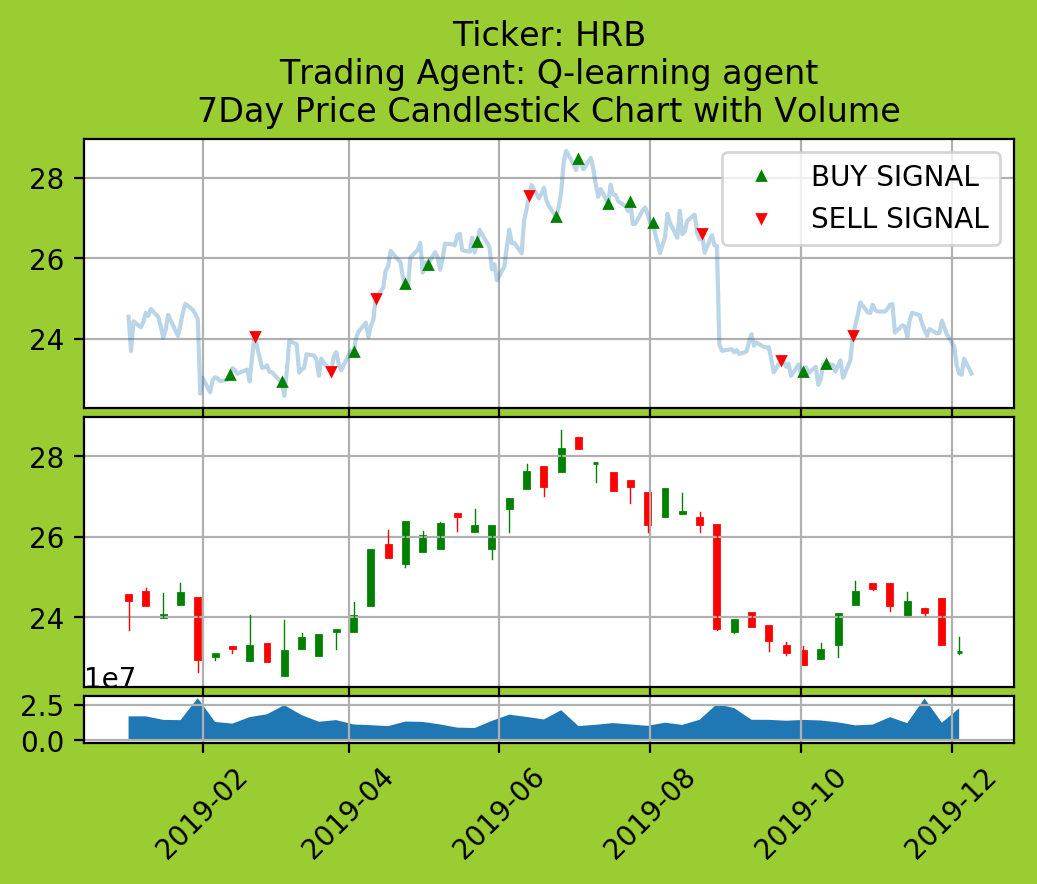 Ticker: HRB
Trading Agent: Q-learning agent
7Day Price Candlestick Chart with Volume
28
26
24
BUY SIGNAL
SELL SIGNAL
28
26
24
1e7
2.5
0.0
2019-02
2019-04
2019-06
2019-08
2019-10
2019-12